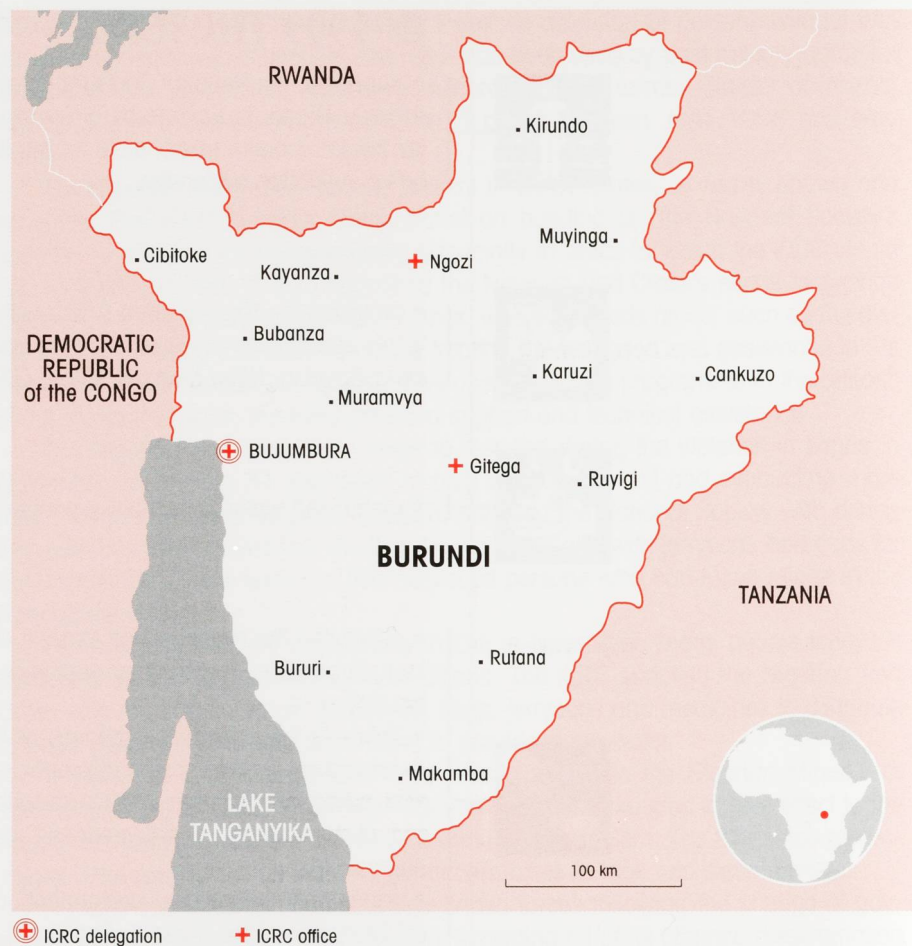 RWANDA
Kirundo
Muyinga
Cibitoke
Kayanza
Ngozi
Bubanza
DEMOCRATIC
REPUBLIC
of the CONGO
Karuzi
Cankuzo
Muramvya
BUJUMBURA
Gitega
Ruyigi
BURUNDI
TANZANIA
Bururi
Rutana
Makamba
LAKE
TANGANYIKA
100 km
ICRC delegation
ICRC office